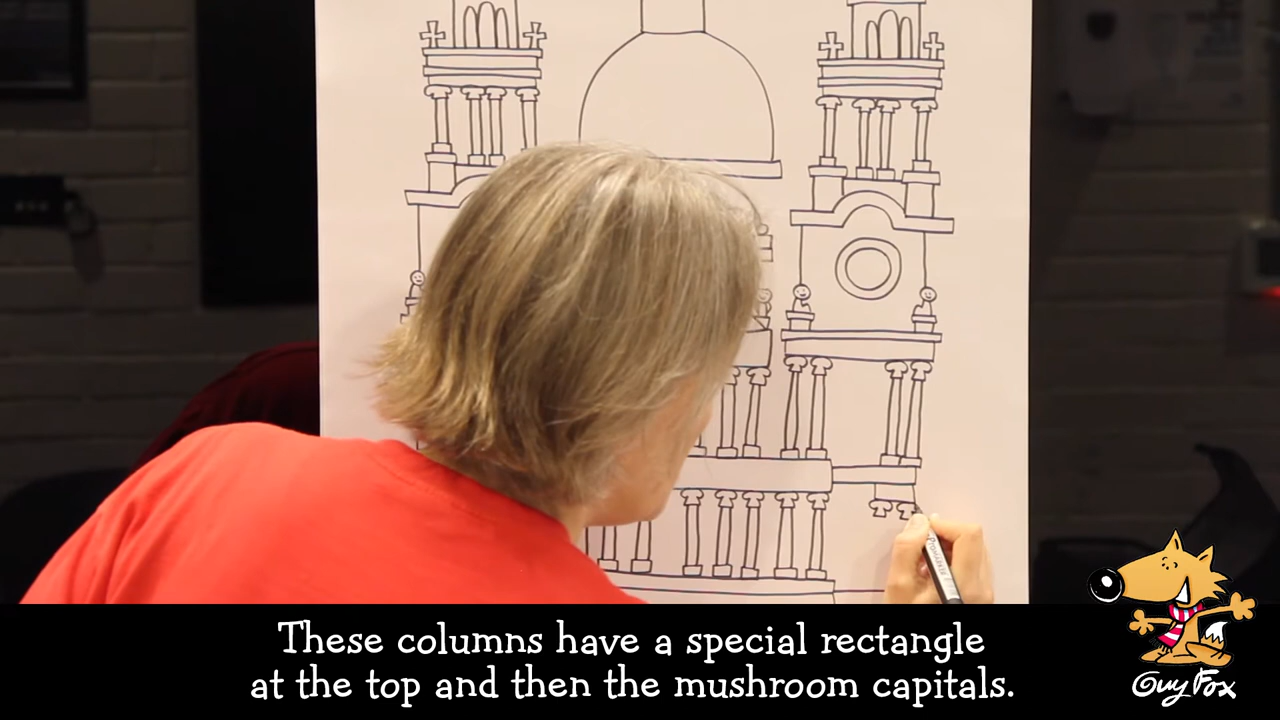 These columns have a special rectangle
at the top and then the mushroom capitals.
Guy Fox